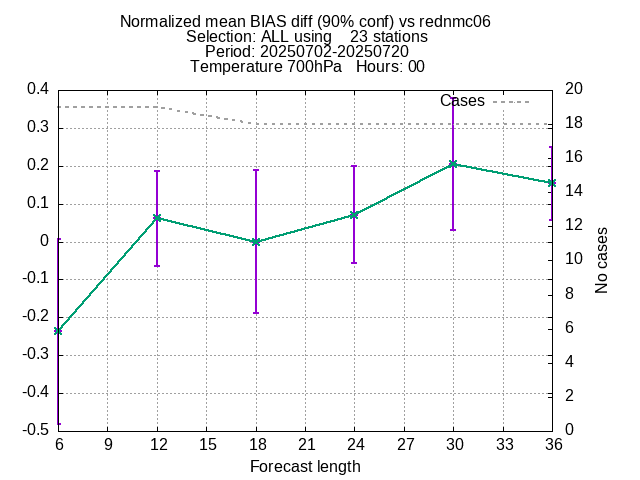 Normalized mean BIAS diff (90% conf) vs rednmc06
Selection: ALL using    23 stations
Period: 20250702-20250720
Temperature 700hPa   Hours: 00
Cases
0.4
0.3
0.2
0.1
0
-0.1
-0.2
-0.3
-0.4
-0.5
20
18
16
14
12
10
8
6
4
2
0
No cases
6 9 12 15 18 21 24 27 30 33 36
Forecast length